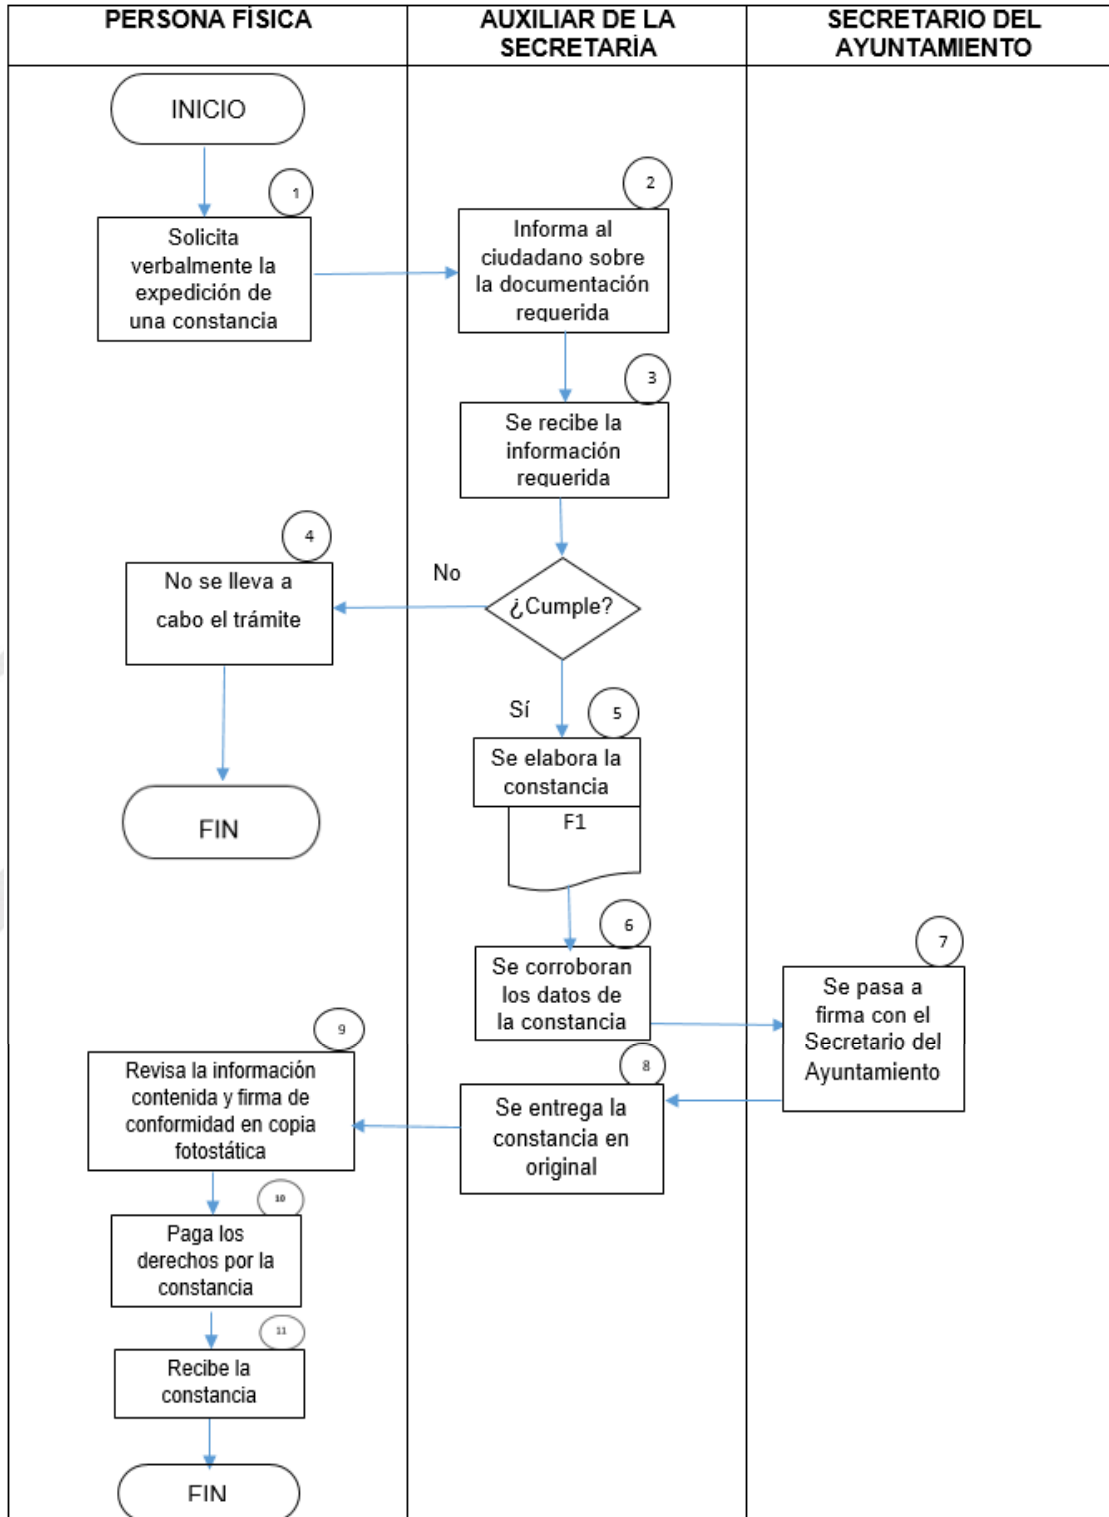 PERSONA FÍSICA
AUXILIAR DE LA
SECRETARÍA
SECRETARIO DEL
AYUNTAMIENTO
INICIO
1
Solicita
verbalmente la
expedición de
una constancia
2
Informa al
ciudadano sobre
la documentación
requerida
3
Se recibe la
información
requerida
¿Cumple?
No
4
No se lleva a
cabo el trámite
FIN
Sí
5
Se elabora la
constancia
F1
6
Se corroboran
los datos de
la constancia
7
Se pasa a
firma con el
Secretario del
Ayuntamiento
8
Se entrega la
constancia en
original
9
Revisa la información
contenida y firma de
conformidad en copia
fotostática
10
Paga los
derechos por la
constancia
11
Recibe la
constancia
FIN